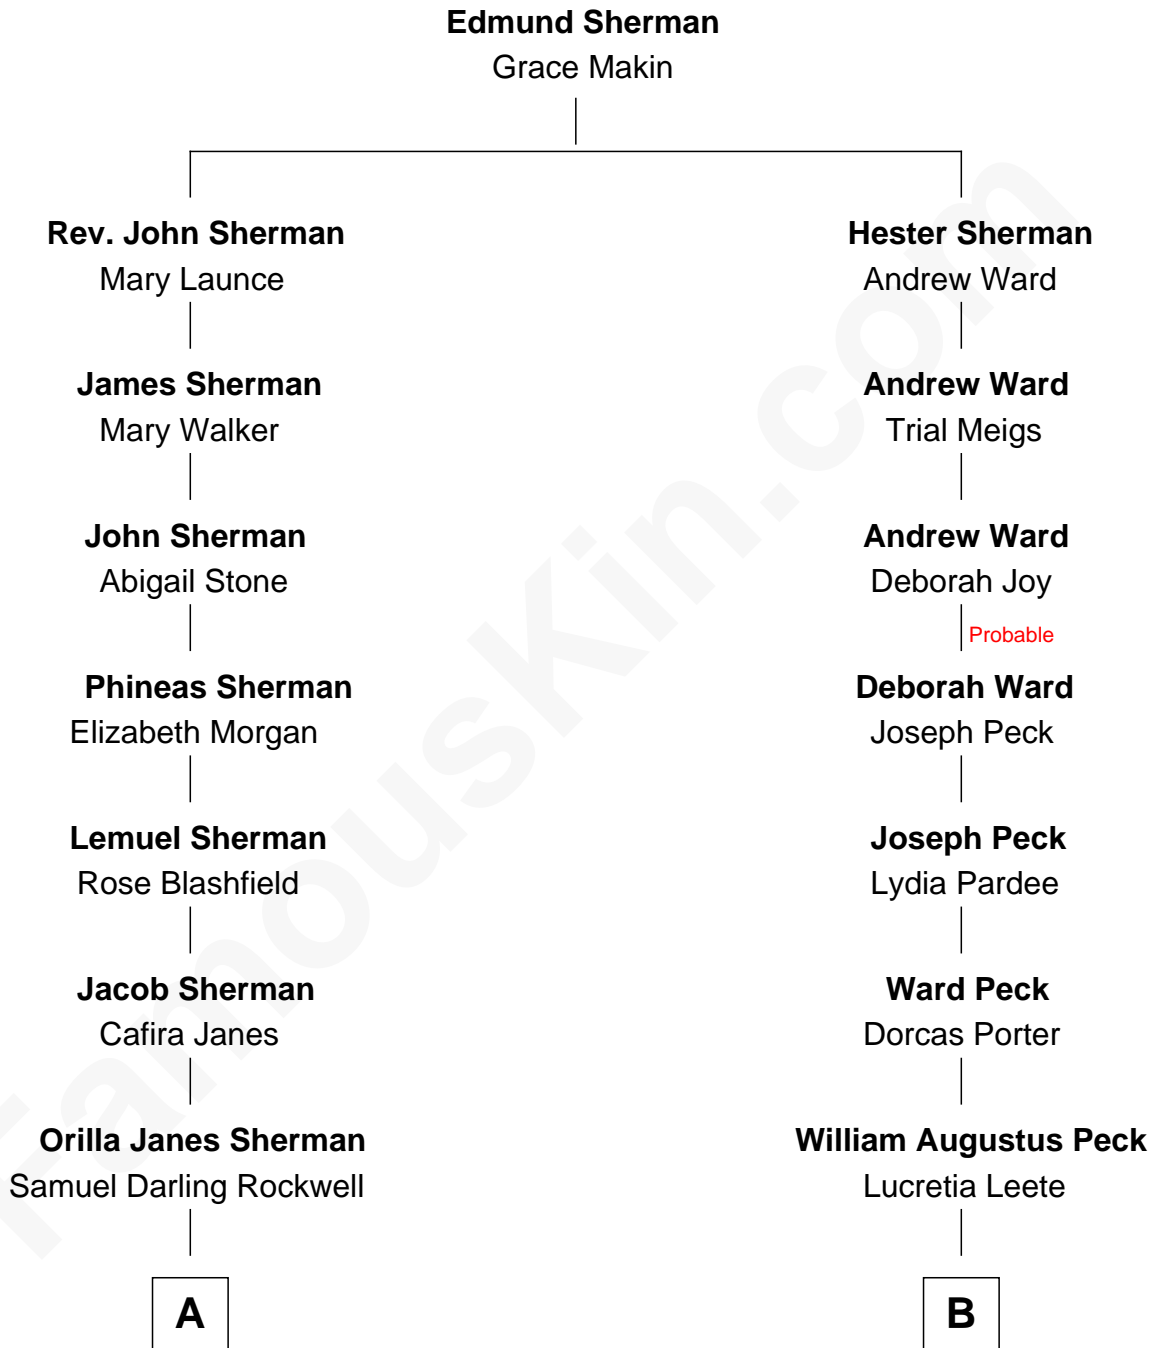 Edmund Sherman
Grace Makin
Rev. John Sherman
Mary Launce
James Sherman
Mary Walker
John Sherman
Abigail Stone
Phineas Sherman
Elizabeth Morgan
Lemuel Sherman
Rose Blashfield
Jacob Sherman
Cafira Janes
Orilla Janes Sherman
Samuel Darling Rockwell
A
Hester Sherman
Andrew Ward
Andrew Ward
Trial Meigs
Andrew Ward
Deborah Joy
Probable
Deborah Ward
Joseph Peck
Joseph Peck
Lydia Pardee
Ward Peck
Dorcas Porter
William Augustus Peck
Lucretia Leete
B
FamousKin.com